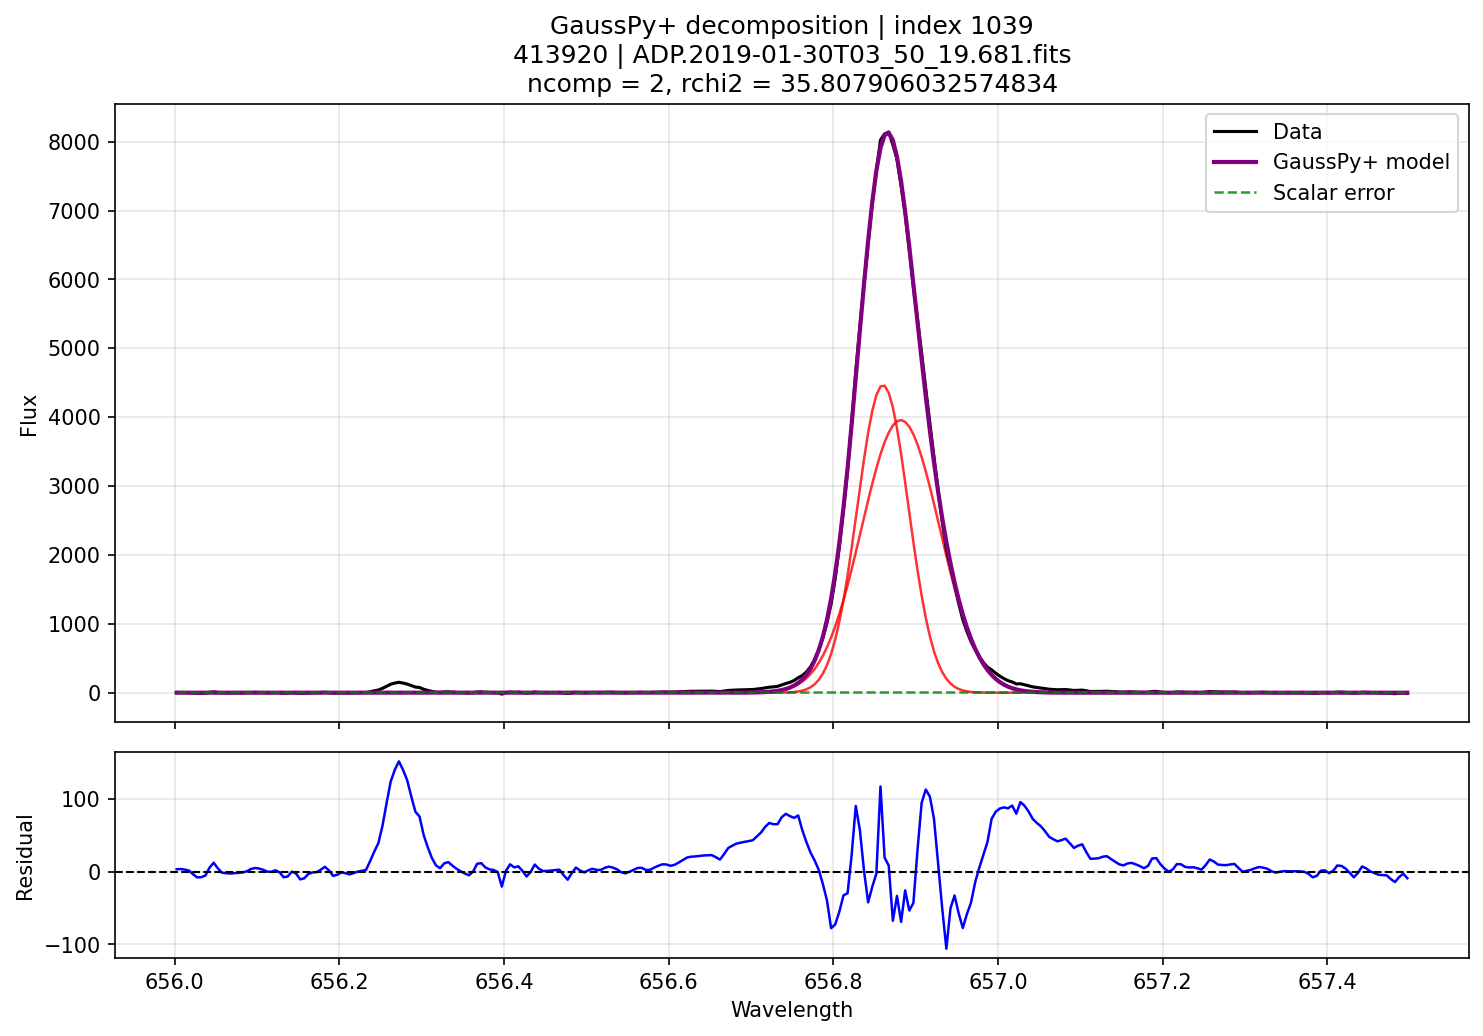 GaussPy+ decomposition | index 1039
413920 | ADP.2019-01-30T03_50_19.681.fits
ncomp = 2, rchi2 = 35.807906032574834
Data
GaussPy+ model
Scalar error
Flux
8000
7000
6000
5000
4000
3000
2000
1000
0
Residual
100
0
−100
656.0 656.2 656.4 656.6 656.8 657.0 657.2 657.4
Wavelength